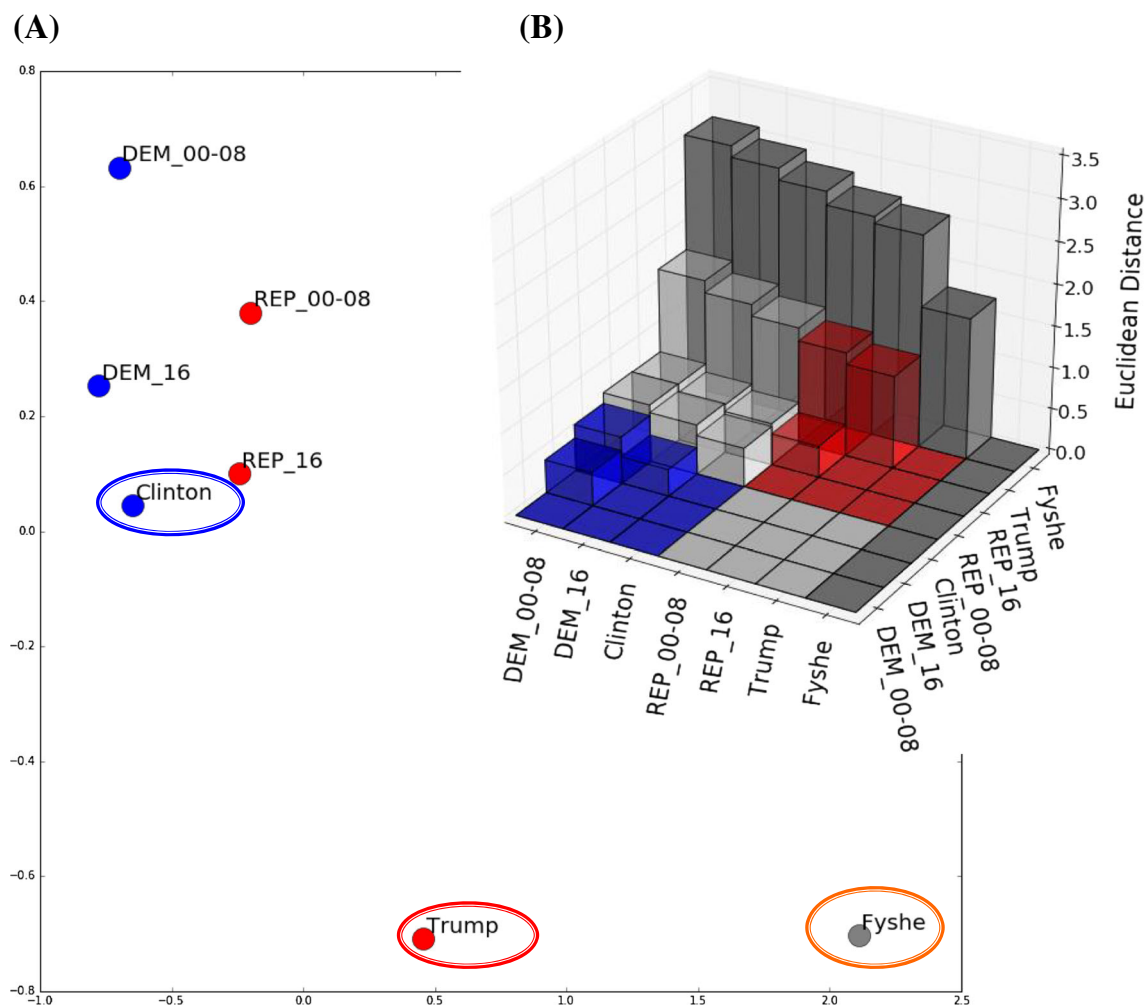 (A)
(B)
0.8
0.6
0.4
0.2
0.0
−0.2
−0.4
−0.6
−0.8
−1.0
−0.5
0.0
0.5
1.0
1.5
2.0
2.5
DEM_00-08
REP_00-08
DEM_16
REP_16
Clinton
Trump
Fyshe
3.5
3.0
2.5
2.0
1.5
1.0
0.5
0.0
Euclidean Distance
DEM_00-08
DEM_16
Clinton
REP_00-08
REP_16
Trump
Fyshe
Fyshe
Trump
REP_16
REP_00-08
Clinton
DEM_16
DEM_00-08